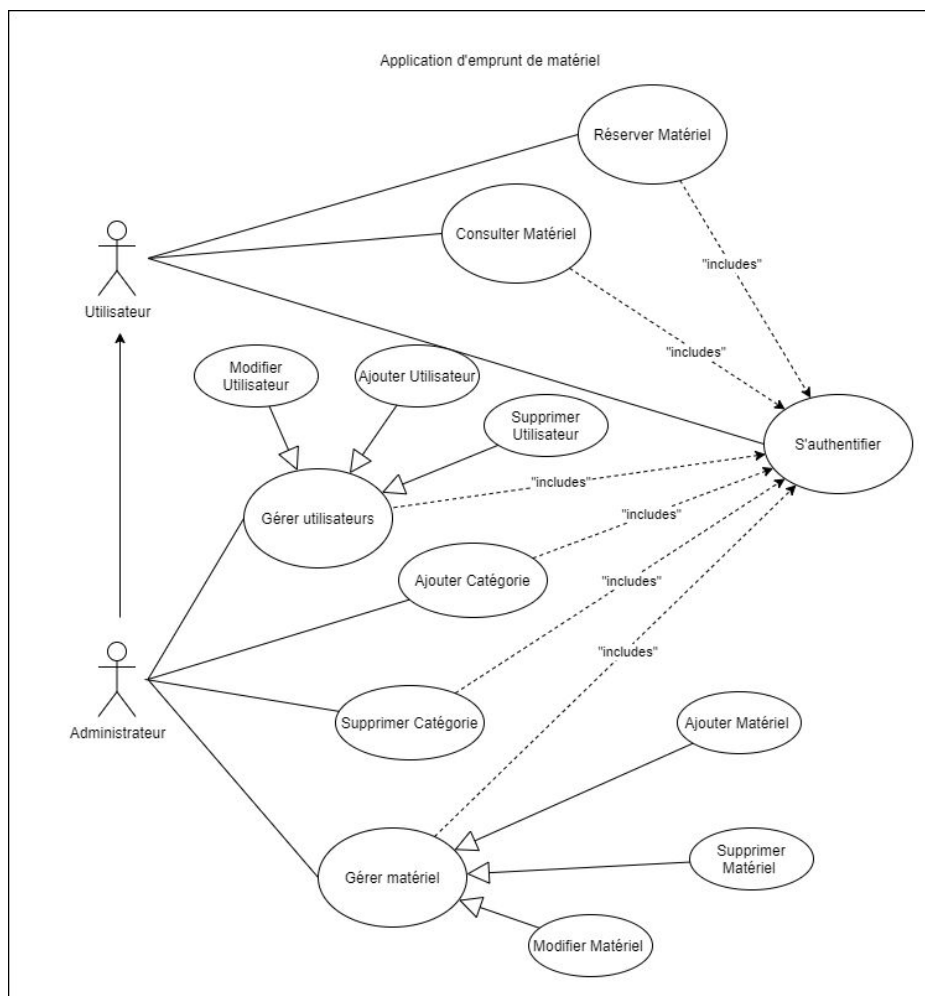 Application d'emprunt de matériel
Réserver Matériel
Consulter Matériel
"includes"
Utilisateur
"includes"
Modifier
Utilisateur
Ajouter Utilisateur
Supprimer
Utilisateur
S'authentifier
"includes"
Gérer utilisateurs
"includes"
Ajouter Catégorie
"includes"
"includes"
Administrateur
Supprimer Catégorie
Ajouter Matériel
Supprimer
Matériel
Gérer matériel
Modifier Matériel